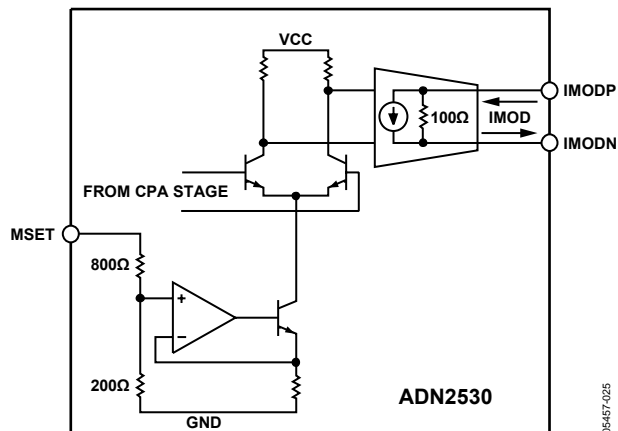 VCC
IMODP
100Ω
IMOD
IMODN
FROM CPA STAGE
MSET
800Ω
+
−
200Ω
GND
ADN2530
05457-025